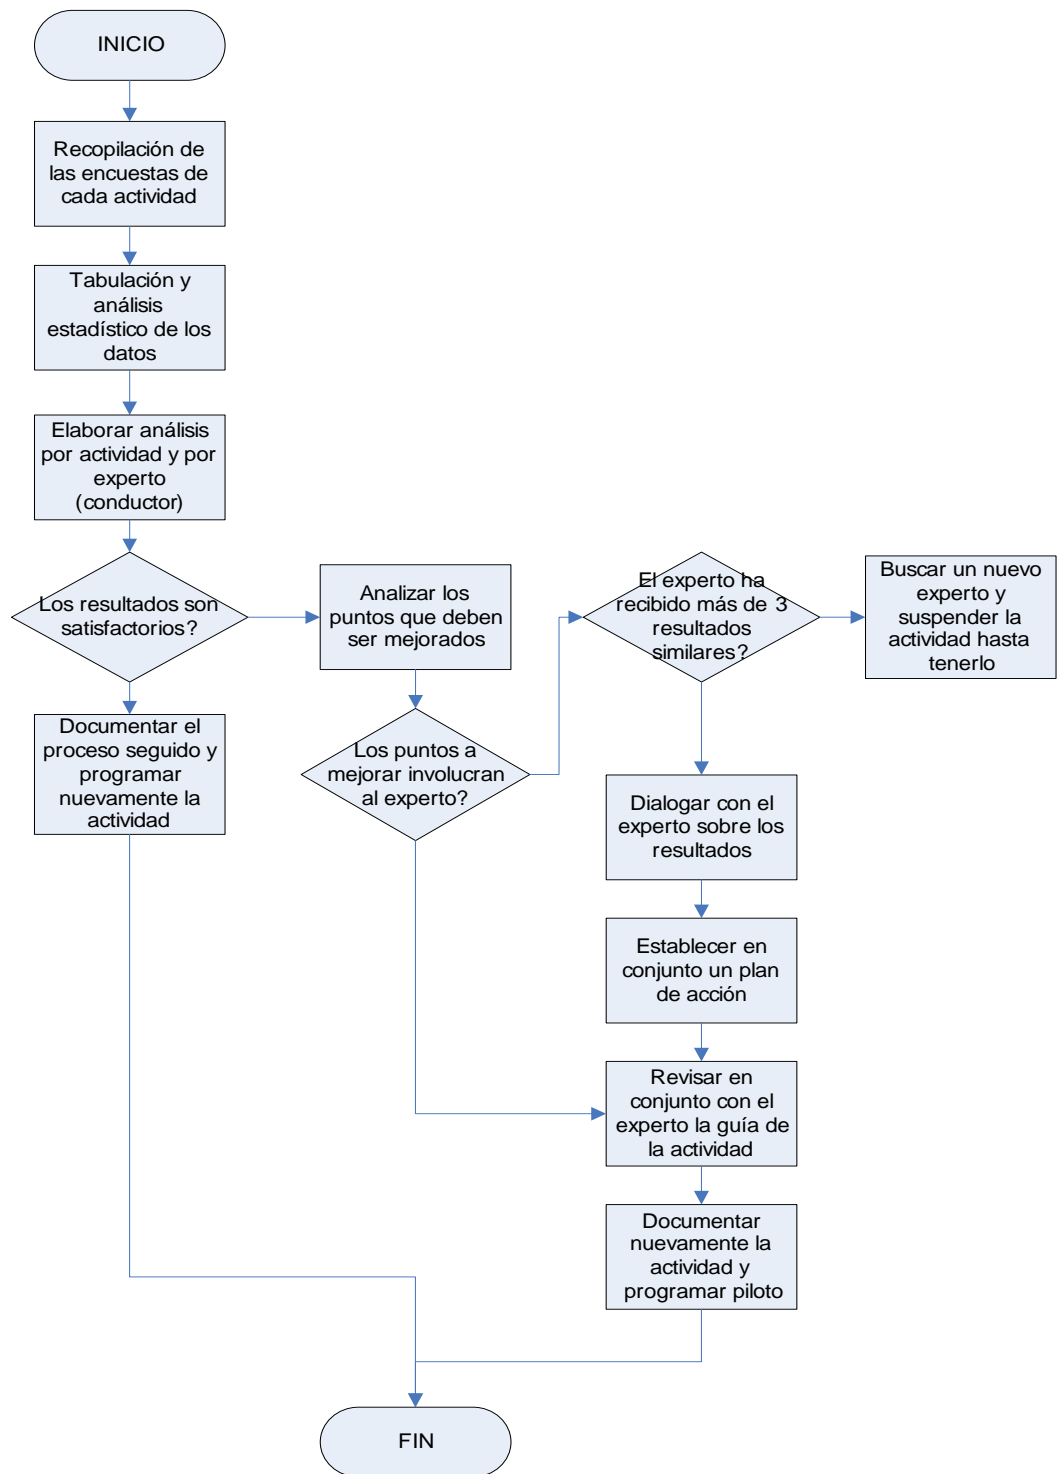 INICIO
Recopilación de
las encuestas de
cada actividad
Tabulación y
análisis
estadístico de los
datos
Elaborar análisis
por actividad y por
experto
(conductor)
Los resultados son
satisfactorios?
Documentar el
proceso seguido y
programar
nuevamente la
actividad
Analizar los
puntos que deben
ser mejorados
Los puntos a
mejorar involucran
al experto?
El experto ha
recibido más de 3
resultados
similares?
Buscar un nuevo
experto y
suspender la
actividad hasta
tenerlo
Dialogar con el
experto sobre los
resultados
Establecer en
conjunto un plan
de acción
Revisar en
conjunto con el
experto la guía de
la actividad
Documentar
nuevamente la
actividad y
programar piloto
FIN